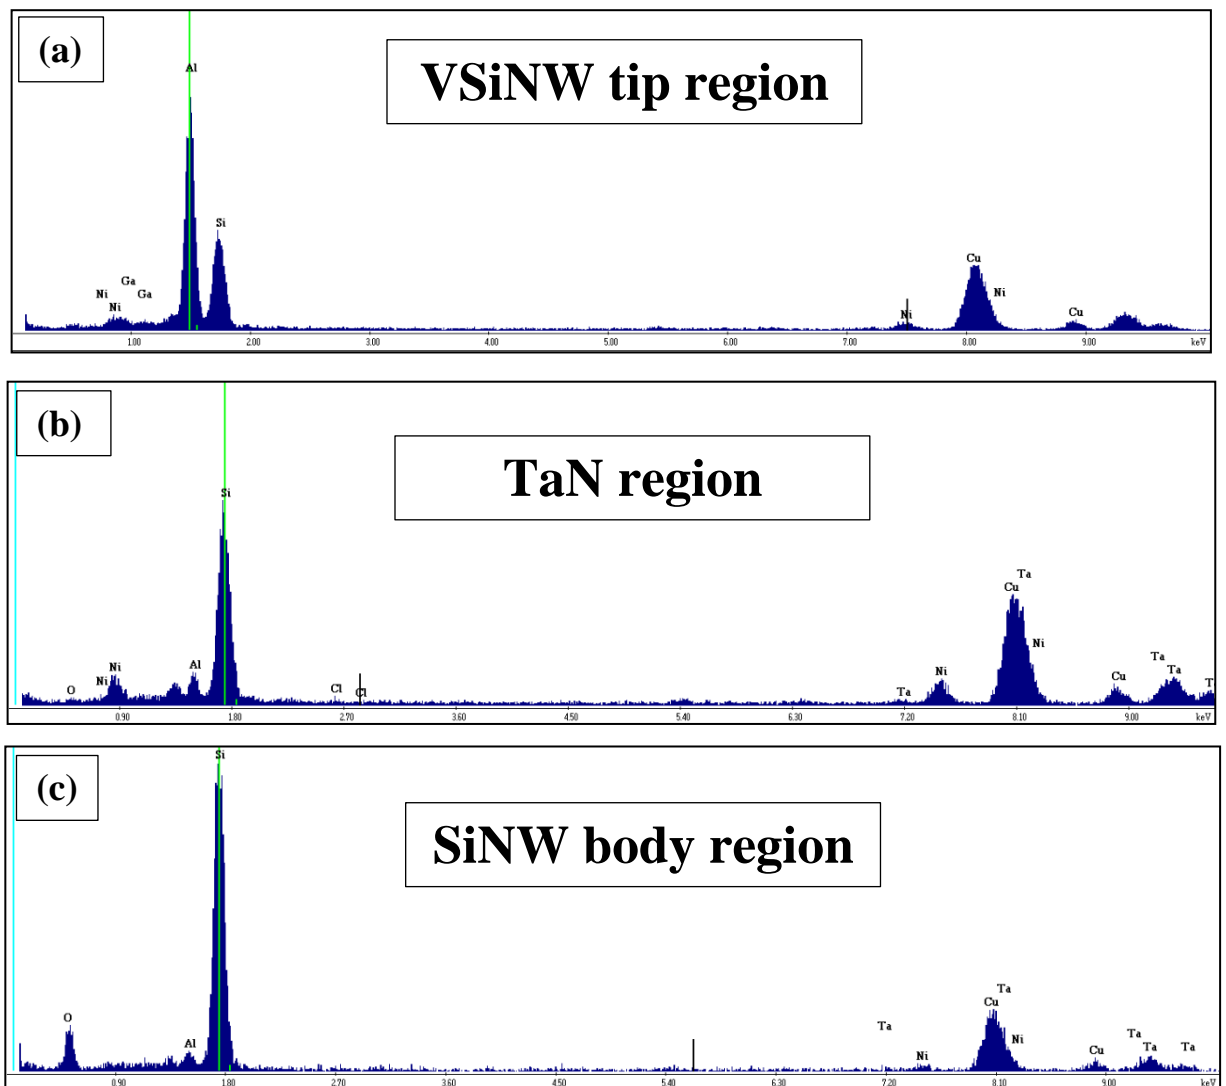 (a)
VSiNW tip region
Al
Si
Ga
Ni
Ga
Ni
Cu
Ni
Ni
Cu
1.00 2.00 3.00 4.00 5.00 6.00 7.00 8.00 9.00 keV
(b)
TaN region
Si
Cu Ta
Ni
Ta
Ni
Al
Ta
Ni
Ni
Cu
T
O
Cl
Cl
Ta
0.90 1.80 2.70 3.60 4.50 5.40 6.30 7.20 8.10 9.00 keV
(c)
SiNW body region
Si
O
Al
Ta
Cu
Ta
Ni
Ni
Ta
Cu
Ta
Ta
0.90 1.80 2.70 3.60 4.50 5.40 6.30 7.20 8.10 9.00 keV